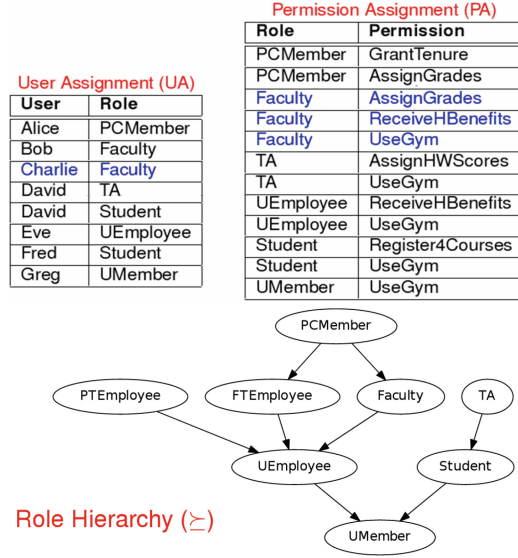 Permission Assignment (PA)
Role Permission
PCMember GrantTenure
PCMember AssignGrades
Faculty AssignGrades
Faculty ReceiveHBenefits
Faculty UseGym
TA AssignHWScores
TA UseGym
UEmployee ReceiveHBenefits
UEmployee UseGym
Student Register4Courses
Student UseGym
UMember UseGym
User Assignment (UA)
User Role
Alice PCMember
Bob Faculty
Charlie Faculty
David TA
David Student
Eve UEmployee
Fred Student
Greg UMember
PCMember
PTEmployee FTEmployee Faculty TA
UEmployee Student
UMember
Role Hierarchy (⪰)